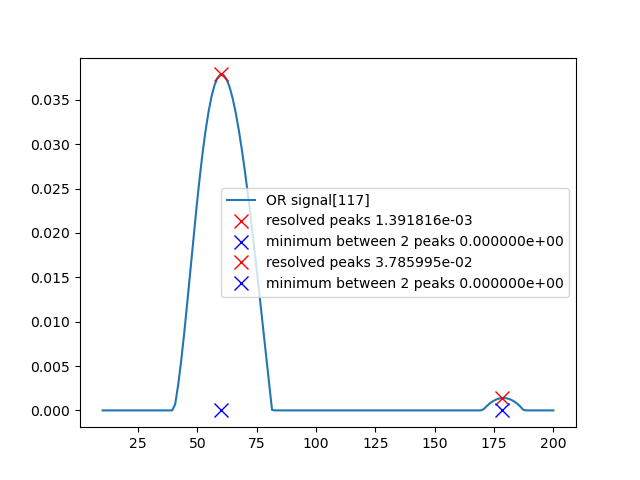 0.035
0.030
0.025
0.020
0.015
0.010
0.005
0.000
OR signal[117]
resolved peaks 1.391816e-03
minimum between 2 peaks 0.000000e+00
resolved peaks 3.785995e-02
minimum between 2 peaks 0.000000e+00
25 50 75 100 125 150 175 200